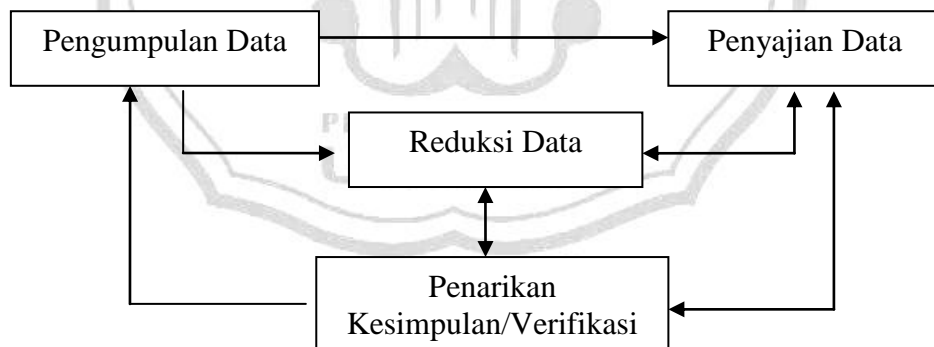 Pengumpulan Data
Penyajian Data
Reduksi Data
Penarikan
Kesimpulan/Verifikasi